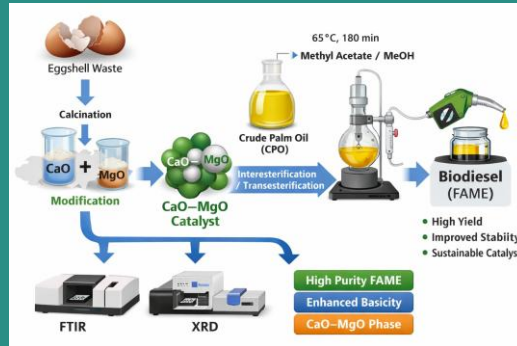 65°C, 180 min
Methyl Acetate / MeOH
Eggshell Waste
Calcination
Crude Palm Oil
(CPO)
CaO
+
MgO
CaO
MgO
Modification
CaO–MgO
Catalyst
Interesterification
/ Transesterification
Biodiesel
(FAME)
• High Yield
• Improved Stability
• Sustainable Catalys
FTIR
XRD
High Purity FAME
Enhanced Basicity
CaO–MgO Phase